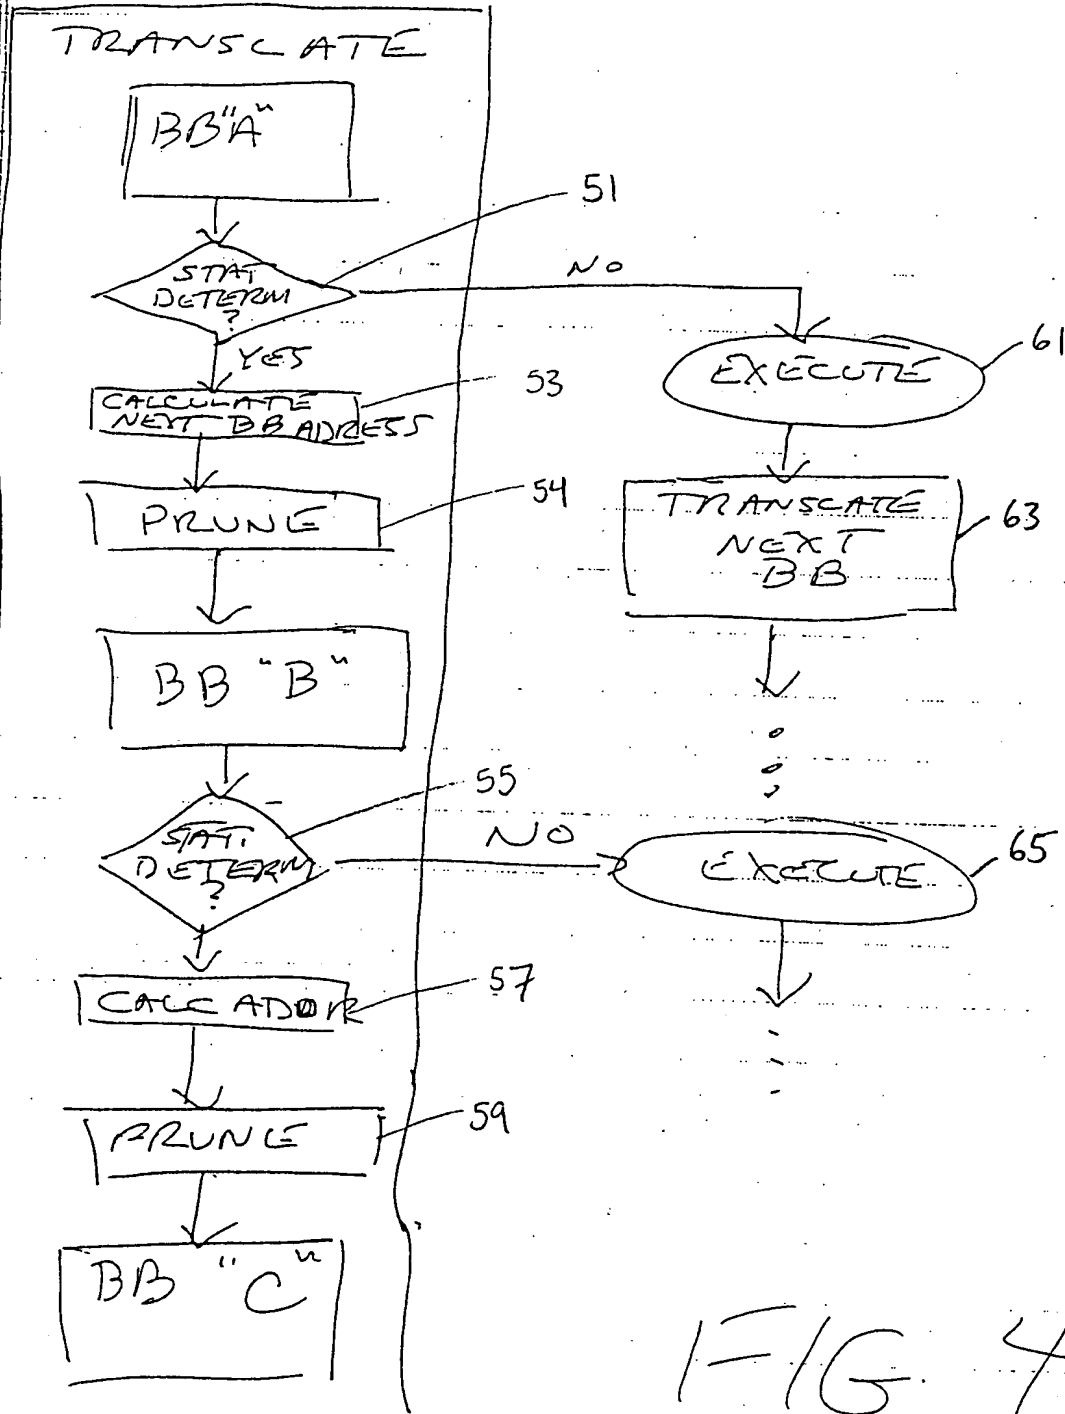 TRANSLATE
BB "A"
51
STAT
DETERM
?
NO
YES
EXECUTE
61
CALCULATE
NEXT BB ADRESS
53
PRUNE
54
TRANSLATE
NEXT
BB
63
BB "B"
55
STAT.
DETERM
?
NO
EXECUTE
65
CALC ADDR
57
PRUNE
59
BB "C"
FIG. 4